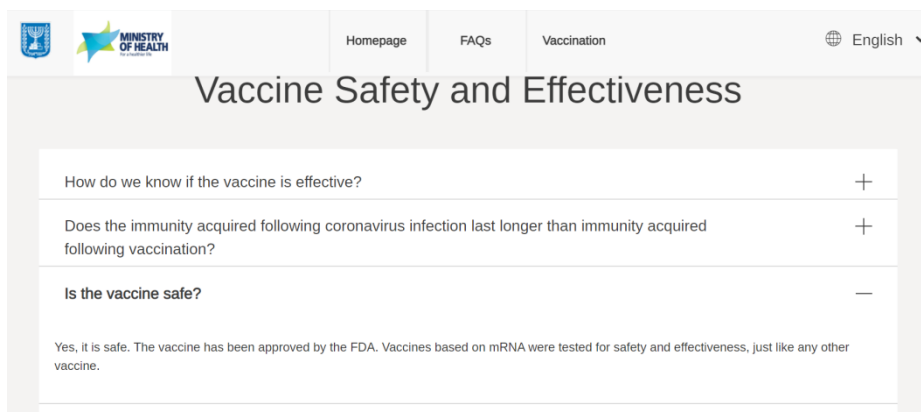 MINISTRY
OF HEALTH
For a healthier life
Homepage FAQs Vaccination English
Vaccine Safety and Effectiveness
How do we know if the vaccine is effective?
Does the immunity acquired following coronavirus infection last longer than immunity acquired
following vaccination?
Is the vaccine safe?
Yes, it is safe. The vaccine has been approved by the FDA. Vaccines based on mRNA were tested for safety and effectiveness, just like any other
vaccine.